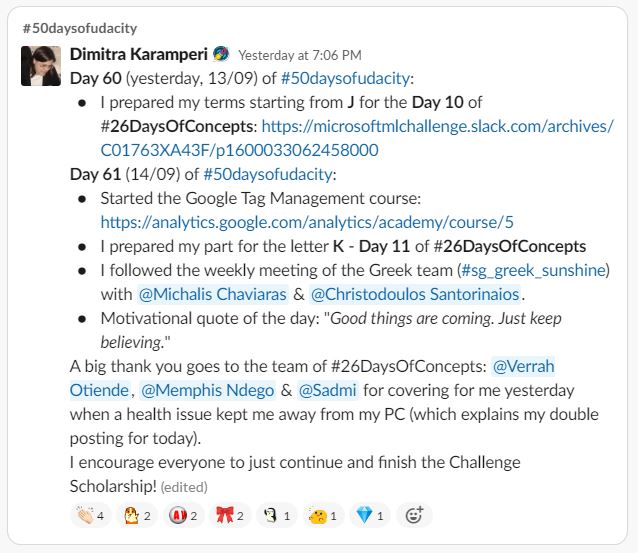 #50daysofudacity
Dimitra Karamperi Yesterday at 7:06 PM
Day 60 (yesterday, 13/09) of #50daysofudacity:
• I prepared my terms starting from J for the Day 10 of
#26DaysOfConcepts: https://microsoftmlchallenge.slack.com/archives/
C01763XA43F/p1600033062458000
Day 61 (14/09) of #50daysofudacity:
• Started the Google Tag Management course:
https://analytics.google.com/analytics/academy/course/5
• I prepared my part for the letter K - Day 11 of #26DaysOfConcepts
• I followed the weekly meeting of the Greek team (#sg_greek_sunshine)
with @Michalis Chaviaras & @Christodoulos Santorinaios.
• Motivational quote of the day: "Good things are coming. Just keep
believing."
A big thank you goes to the team of #26DaysOfConcepts: @Verrah
Otiende, @Memphis Ndego & @Sadmi for covering for me yesterday
when a health issue kept me away from my PC (which explains my double
posting for today).
I encourage everyone to just continue and finish the Challenge
Scholarship! (edited)
4 2 2 2 1 1 1